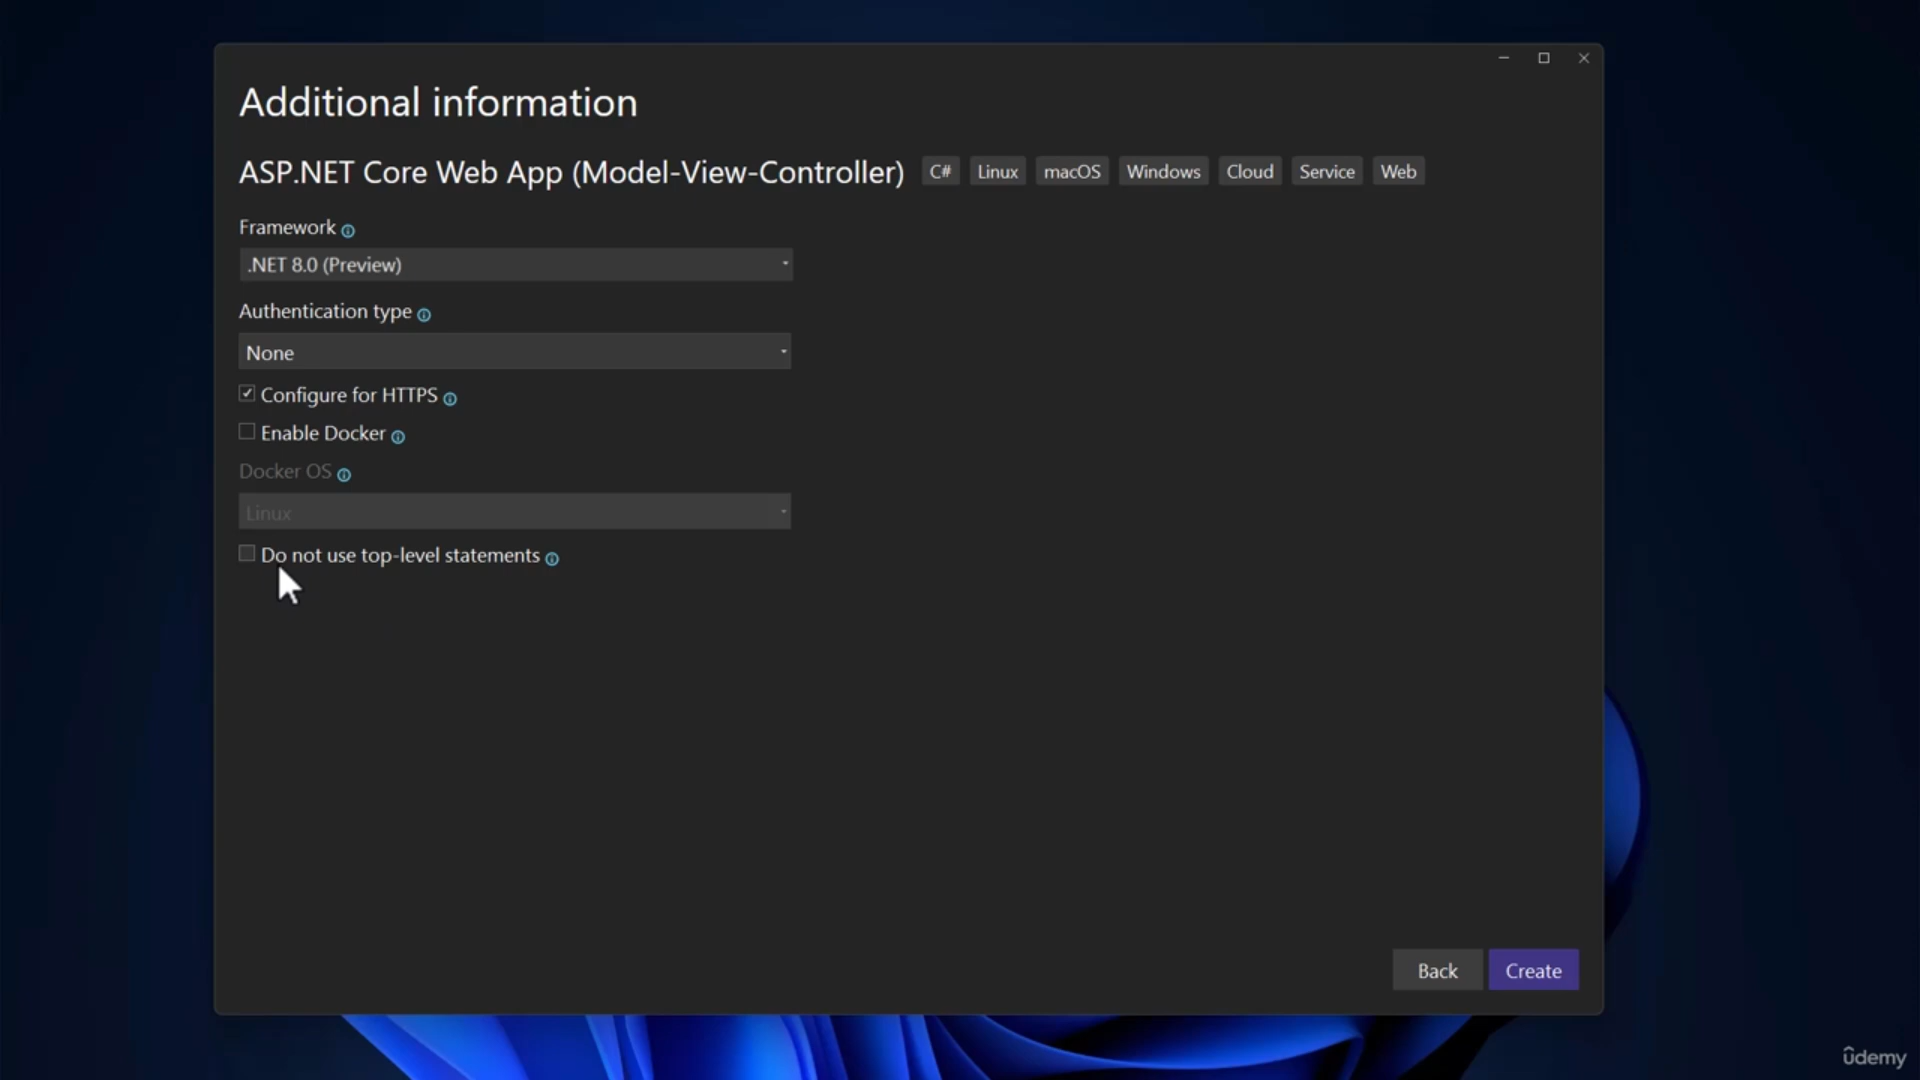 Additional information
ASP.NET Core Web App (Model-View-Controller) C# Linux macOS Windows Cloud Service Web
Framework
.NET 8.0 (Preview)
Authentication type
None
Configure for HTTPS
Enable Docker
Docker OS
Linux
Do not use top-level statements
Back Create
ûdemy